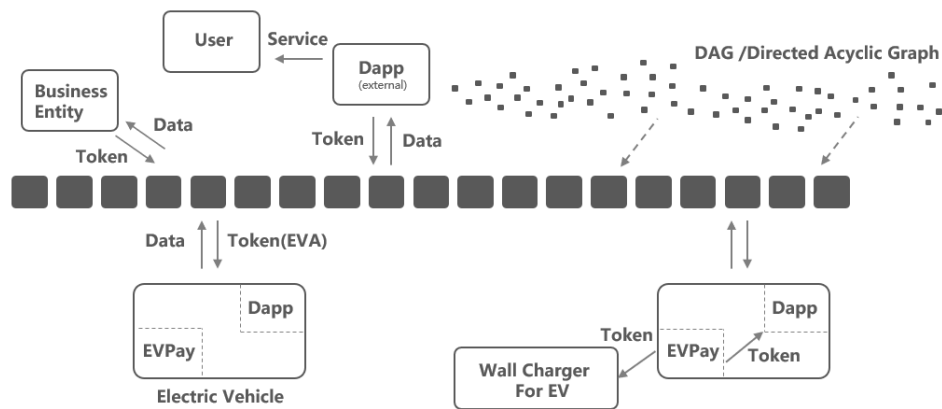 User
Service
Dapp
(external)
DAG /Directed Acyclic Graph
Business
Entity
Data
Token
Token
Data
Data
Token(EVA)
Dapp
EVPay
Electric Vehicle
Dapp
Token
EVPay
Token
Wall Charger
For EV